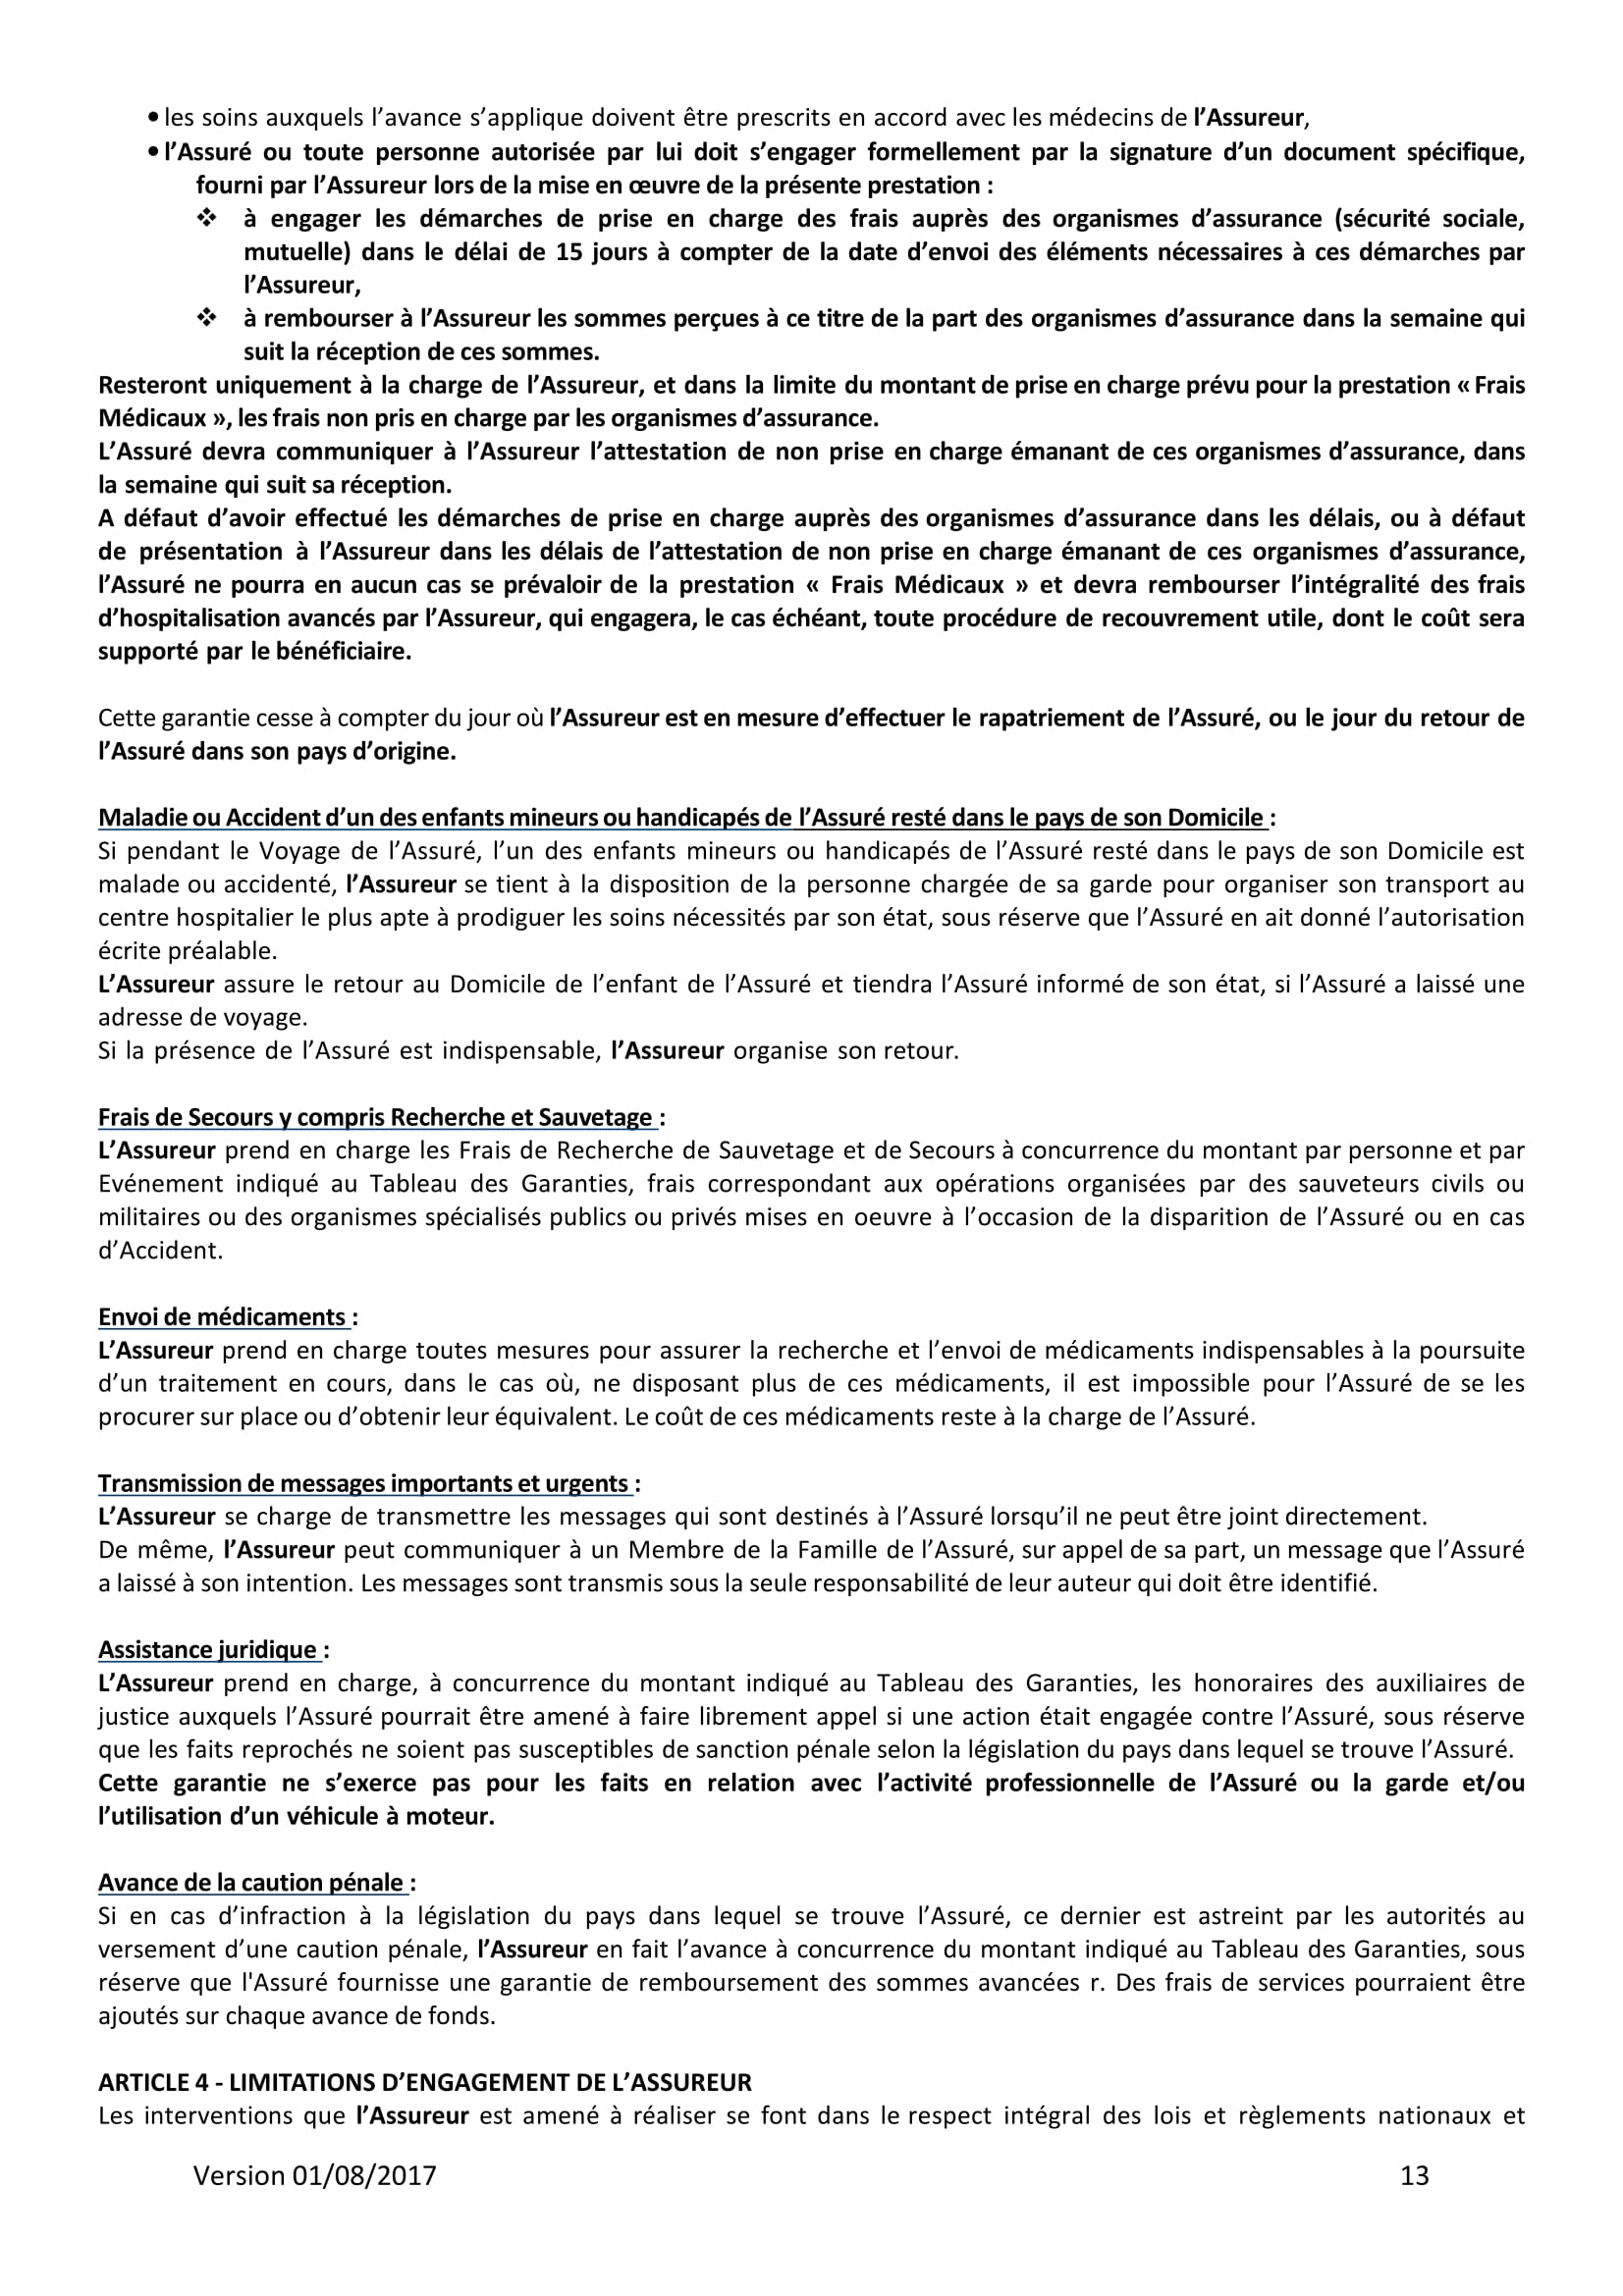 • les soins auxquels l’avance s’applique doivent être prescrits en accord avec les médecins de l’Assureur,
• l’Assuré ou toute personne autorisée par lui doit s’engager formellement par la signature d’un document spécifique,
fourni par l’Assureur lors de la mise en œuvre de la présente prestation :
❖ à engager les démarches de prise en charge des frais auprès des organismes d’assurance (sécurité sociale,
mutuelle) dans le délai de 15 jours à compter de la date d’envoi des éléments nécessaires à ces démarches par
l’Assureur,
❖ à rembourser à l’Assureur les sommes perçues à ce titre de la part des organismes d’assurance dans la semaine qui
suit la réception de ces sommes.
Resteront uniquement à la charge de l’Assureur, et dans la limite du montant de prise en charge prévu pour la prestation « Frais
Médicaux », les frais non pris en charge par les organismes d’assurance.
L’Assuré devra communiquer à l’Assureur l’attestation de non prise en charge émanant de ces organismes d’assurance, dans
la semaine qui suit sa réception.
A défaut d’avoir effectué les démarches de prise en charge auprès des organismes d’assurance dans les délais, ou à défaut
de présentation à l’Assureur dans les délais de l’attestation de non prise en charge émanant de ces organismes d’assurance,
l’Assuré ne pourra en aucun cas se prévaloir de la prestation « Frais Médicaux » et devra rembourser l’intégralité des frais
d’hospitalisation avancés par l’Assureur, qui engagera, le cas échéant, toute procédure de recouvrement utile, dont le coût sera
supporté par le bénéficiaire.
Cette garantie cesse à compter du jour où l’Assureur est en mesure d’effectuer le rapatriement de l’Assuré, ou le jour du retour de
l’Assuré dans son pays d’origine.
Maladie ou Accident d’un des enfants mineurs ou handicapés de l’Assuré resté dans le pays de son Domicile :
Si pendant le Voyage de l’Assuré, l’un des enfants mineurs ou handicapés de l’Assuré resté dans le pays de son Domicile est
malade ou accidenté, l’Assureur se tient à la disposition de la personne chargée de sa garde pour organiser son transport au
centre hospitalier le plus apte à prodiguer les soins nécessités par son état, sous réserve que l’Assuré en ait donné l’autorisation
écrite préalable.
L’Assureur assure le retour au Domicile de l’enfant de l’Assuré et tiendra l’Assuré informé de son état, si l’Assuré a laissé une
adresse de voyage.
Si la présence de l’Assuré est indispensable, l’Assureur organise son retour.
Frais de Secours y compris Recherche et Sauvetage :
L’Assureur prend en charge les Frais de Recherche de Sauvetage et de Secours à concurrence du montant par personne et par
Evénement indiqué au Tableau des Garanties, frais correspondant aux opérations organisées par des sauveteurs civils ou
militaires ou des organismes spécialisés publics ou privés mises en oeuvre à l’occasion de la disparition de l’Assuré ou en cas
d’Accident.
Envoi de médicaments :
L’Assureur prend en charge toutes mesures pour assurer la recherche et l’envoi de médicaments indispensables à la poursuite
d’un traitement en cours, dans le cas où, ne disposant plus de ces médicaments, il est impossible pour l’Assuré de se les
procurer sur place ou d’obtenir leur équivalent. Le coût de ces médicaments reste à la charge de l’Assuré.
Transmission de messages importants et urgents :
L’Assureur se charge de transmettre les messages qui sont destinés à l’Assuré lorsqu’il ne peut être joint directement.
De même, l’Assureur peut communiquer à un Membre de la Famille de l’Assuré, sur appel de sa part, un message que l’Assuré
a laissé à son intention. Les messages sont transmis sous la seule responsabilité de leur auteur qui doit être identifié.
Assistance juridique :
L’Assureur prend en charge, à concurrence du montant indiqué au Tableau des Garanties, les honoraires des auxiliaires de
justice auxquels l’Assuré pourrait être amené à faire librement appel si une action était engagée contre l’Assuré, sous réserve
que les faits reprochés ne soient pas susceptibles de sanction pénale selon la législation du pays dans lequel se trouve l’Assuré.
Cette garantie ne s’exerce pas pour les faits en relation avec l’activité professionnelle de l’Assuré ou la garde et/ou
l’utilisation d’un véhicule à moteur.
Avance de la caution pénale :
Si en cas d’infraction à la législation du pays dans lequel se trouve l’Assuré, ce dernier est astreint par les autorités au
versement d’une caution pénale, l’Assureur en fait l’avance à concurrence du montant indiqué au Tableau des Garanties, sous
réserve que l'Assuré fournisse une garantie de remboursement des sommes avancées r. Des frais de services pourraient être
ajoutés sur chaque avance de fonds.
ARTICLE 4 - LIMITATIONS D’ENGAGEMENT DE L’ASSUREUR
Les interventions que l’Assureur est amené à réaliser se font dans le respect intégral des lois et règlements nationaux et
Version 01/08/2017 13